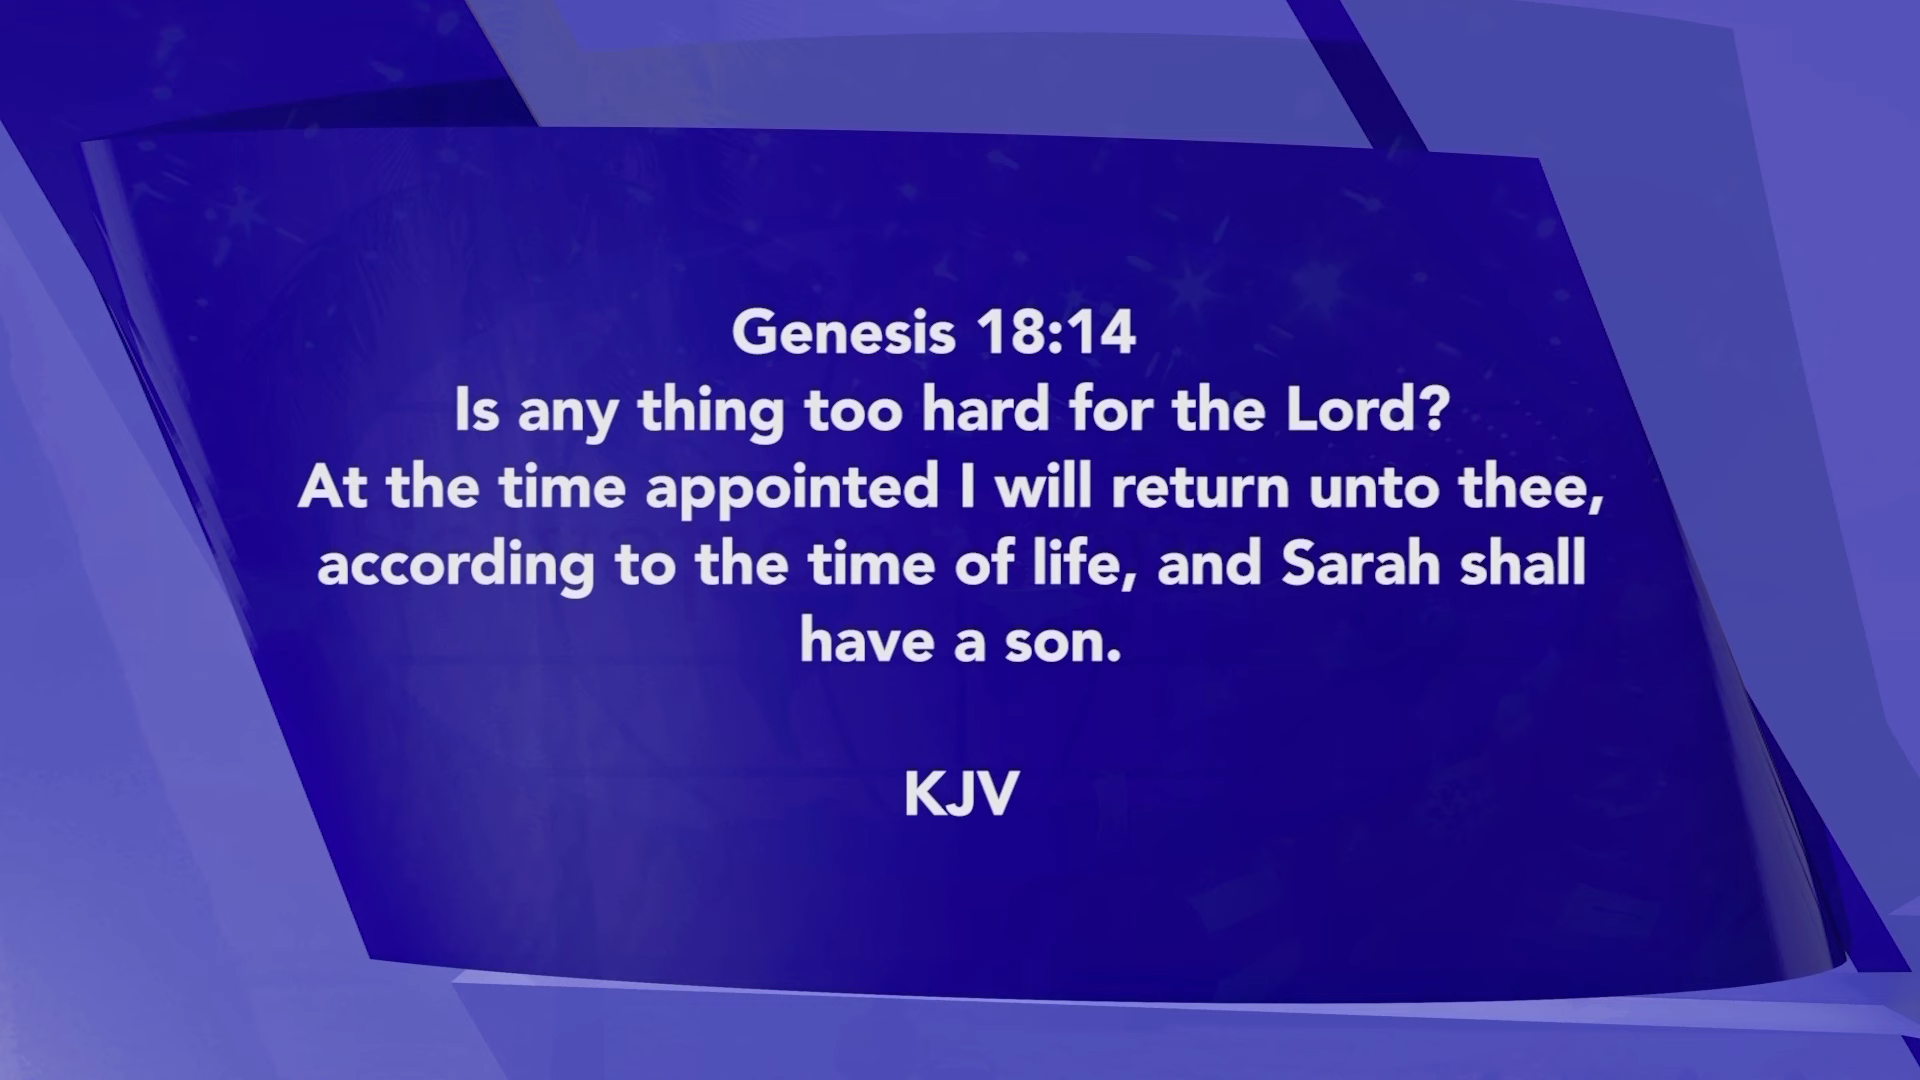 Genesis 18:14
Is any thing too hard for the Lord?
At the time appointed I will return unto thee,
according to the time of life, and Sarah shall
have a son.
KJV